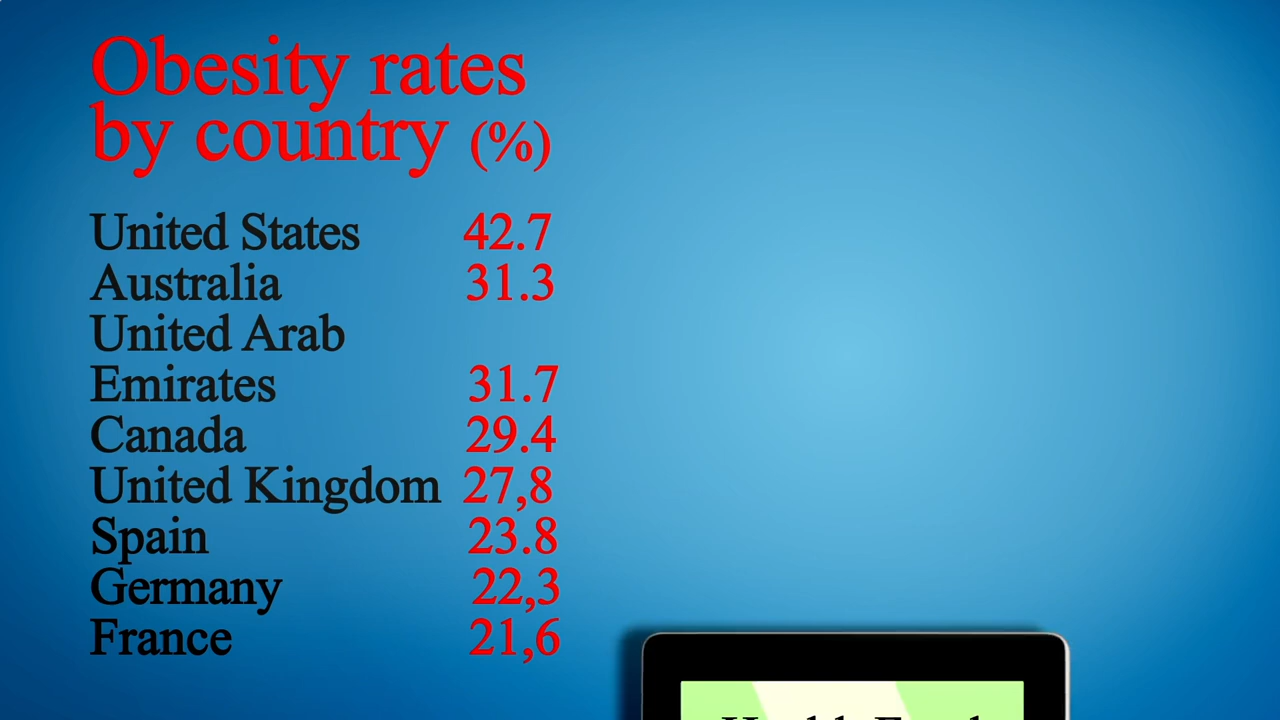 Obesity rates
by country (%)
United States 42.7
Australia 31.3
United Arab
Emirates 31.7
Canada 29.4
United Kingdom 27,8
Spain 23.8
Germany 22,3
France 21,6